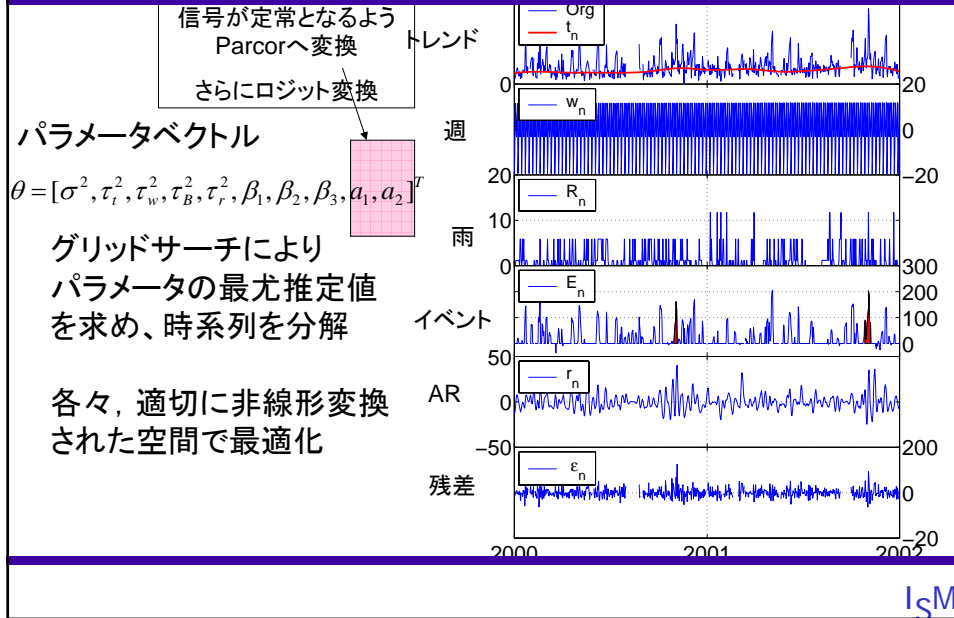 信号が定常となるよう
Parcorへ変換
さらにロジット変換
パラメータベクトル
θ=[σ², τ_t², τ_w², τ_B², τ_r², β₁, β₂, β₃, a₁, a₂]ᵀ
グリッドサーチにより
パラメータの最尤推定値
を求め、時系列を分解
各々，適切に非線形変換
された空間で最適化
トレンド
Org
t_n
0
20
週
w_n
0
−20
20
雨
R_n
10
0
300
イベント
E_n
200
100
0
50
AR
r_n
0
−50
200
残差
ε_n
0
−20
2000
2001
2002
ISM